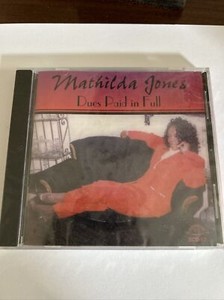 Mathilda Jones
Dues Paid in Full